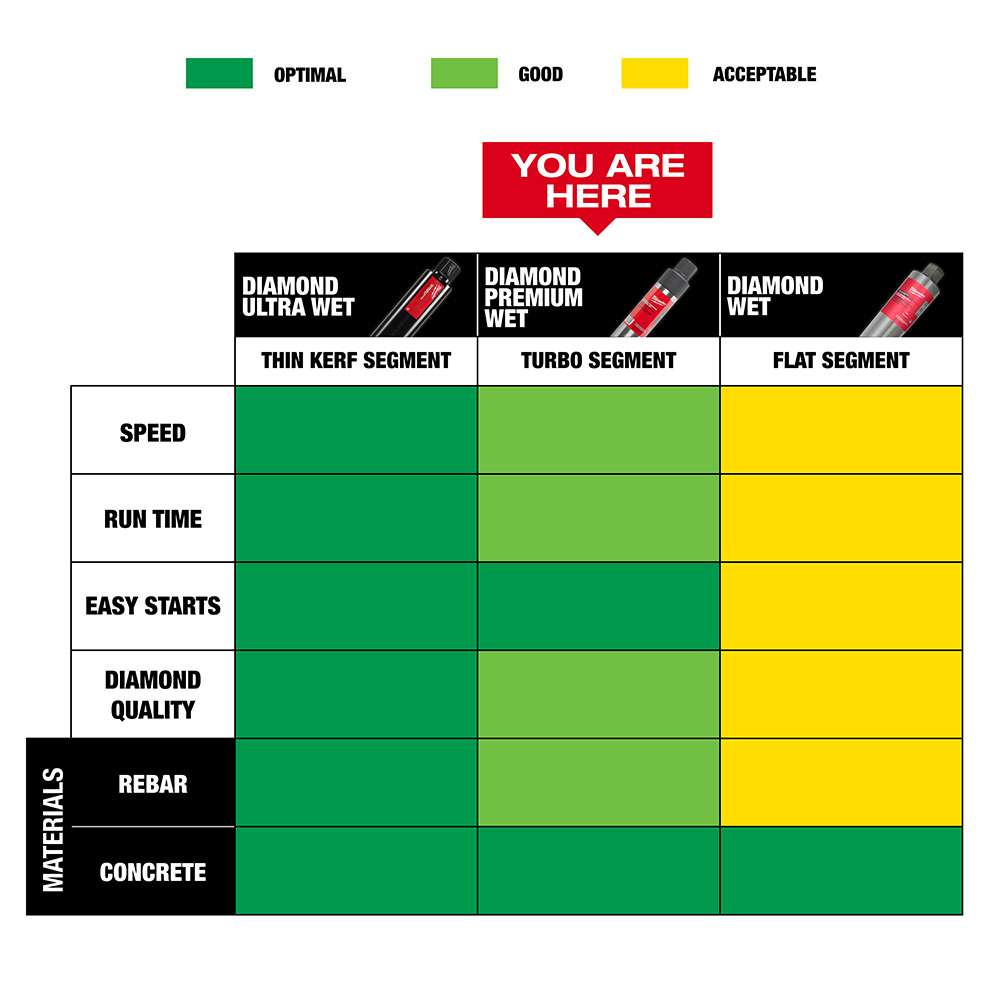 OPTIMAL
GOOD
ACCEPTABLE
YOU ARE
HERE
DIAMOND
ULTRA WET
DIAMOND
PREMIUM
WET
DIAMOND
WET
THIN KERF SEGMENT
TURBO SEGMENT
FLAT SEGMENT
SPEED
RUN TIME
EASY STARTS
DIAMOND
QUALITY
MATERIALS
REBAR
CONCRETE